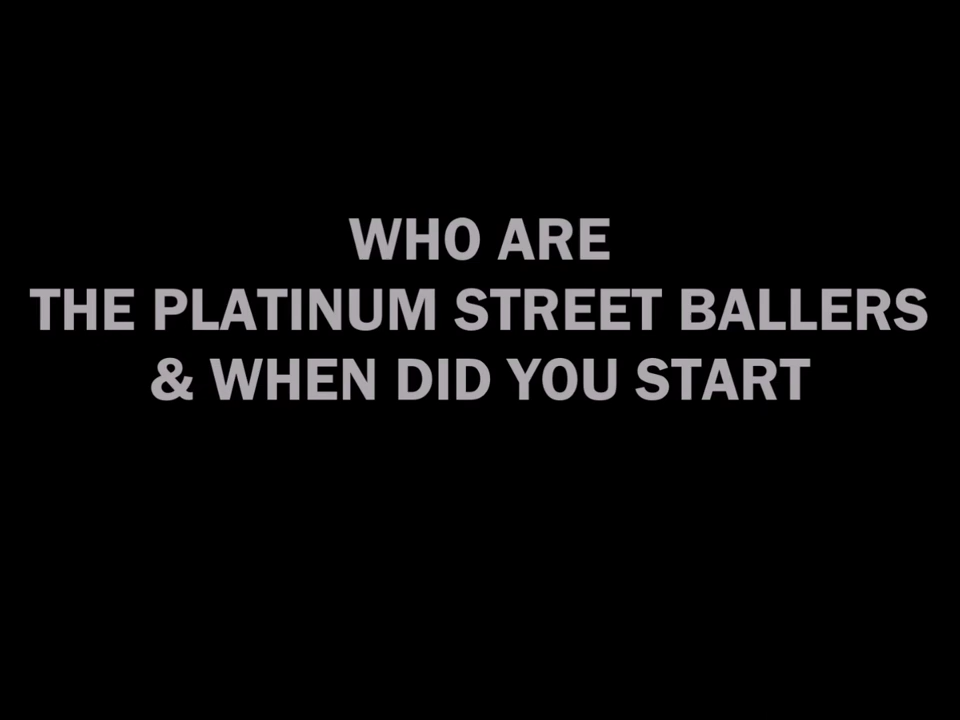 WHO ARE
THE PLATINUM STREET BALLERS
& WHEN DID YOU START